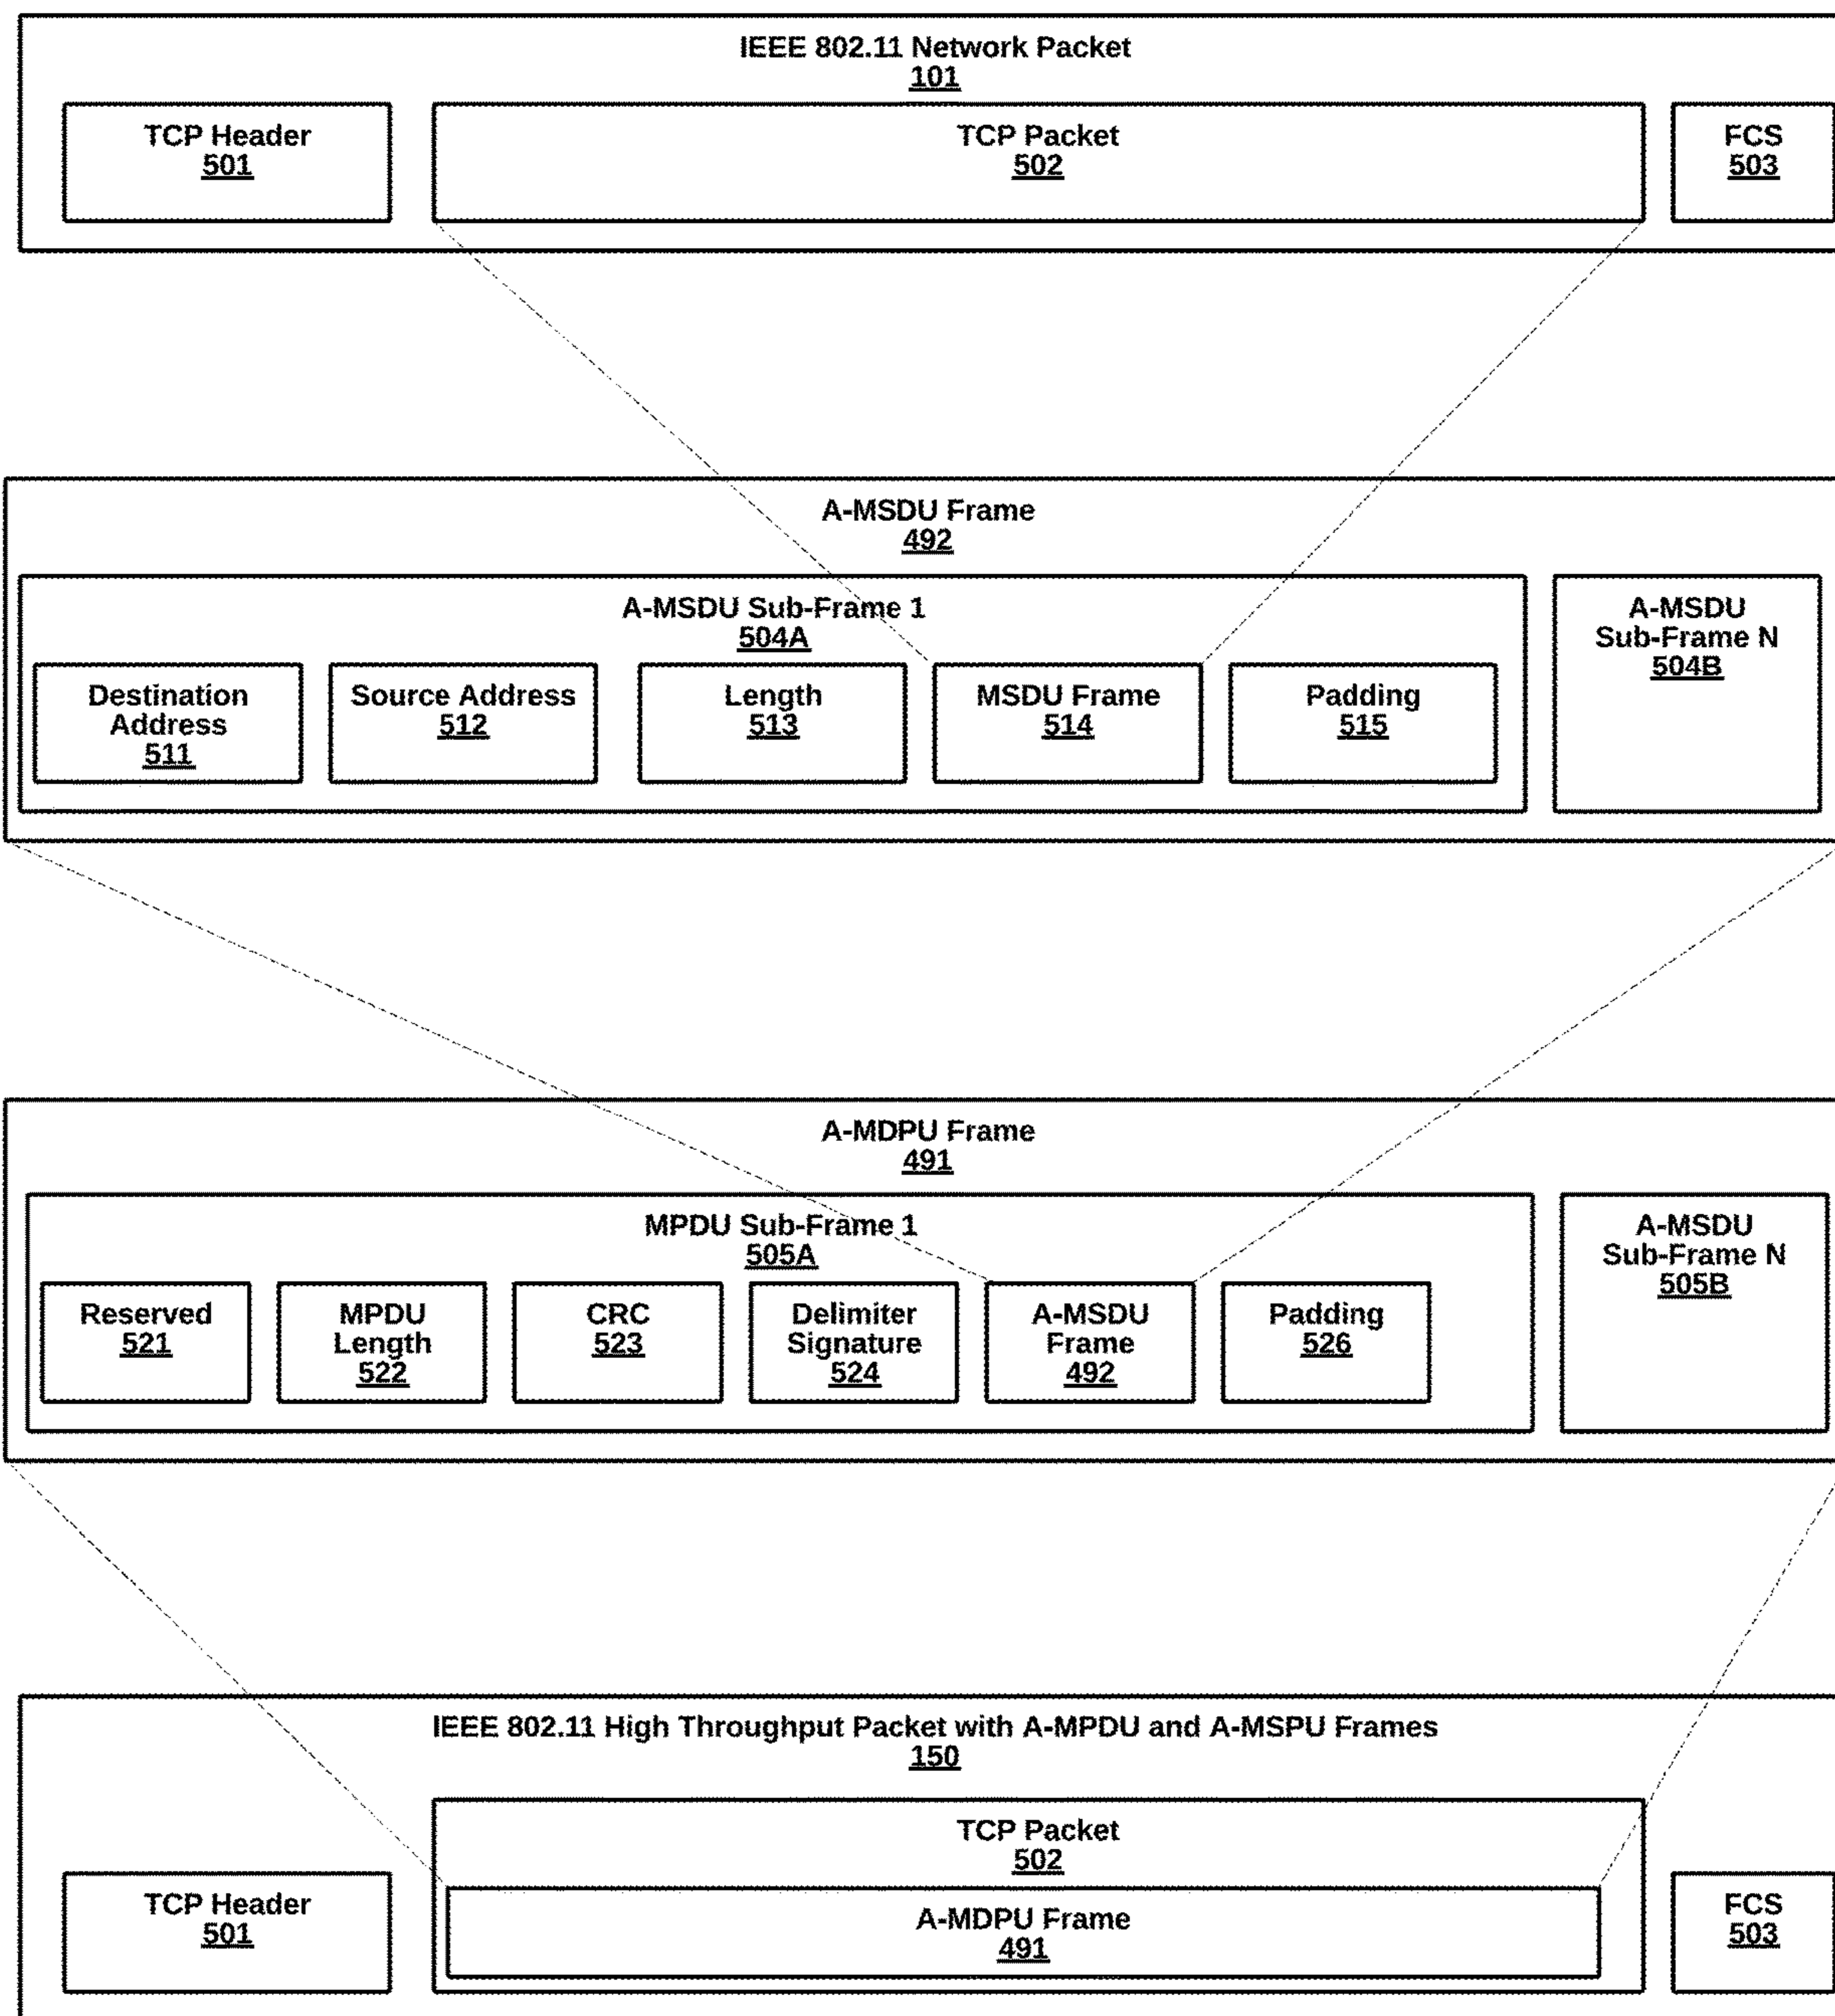 IEEE 802.11 Network Packet
101
TCP Header
501
TCP Packet
502
FCS
503
A-MSDU Frame
492
A-MSDU Sub-Frame 1
504A
Destination
Address
511
Source Address
512
Length
513
MSDU Frame
514
Padding
515
A-MSDU
Sub-Frame N
504B
A-MDPU Frame
491
MPDU Sub-Frame 1
505A
Reserved
521
MPDU
Length
522
CRC
523
Delimiter
Signature
524
A-MSDU
Frame
492
Padding
526
A-MSDU
Sub-Frame N
505B
IEEE 802.11 High Throughput Packet with A-MPDU and A-MSPU Frames
150
TCP Header
501
TCP Packet
502
A-MDPU Frame
491
FCS
503